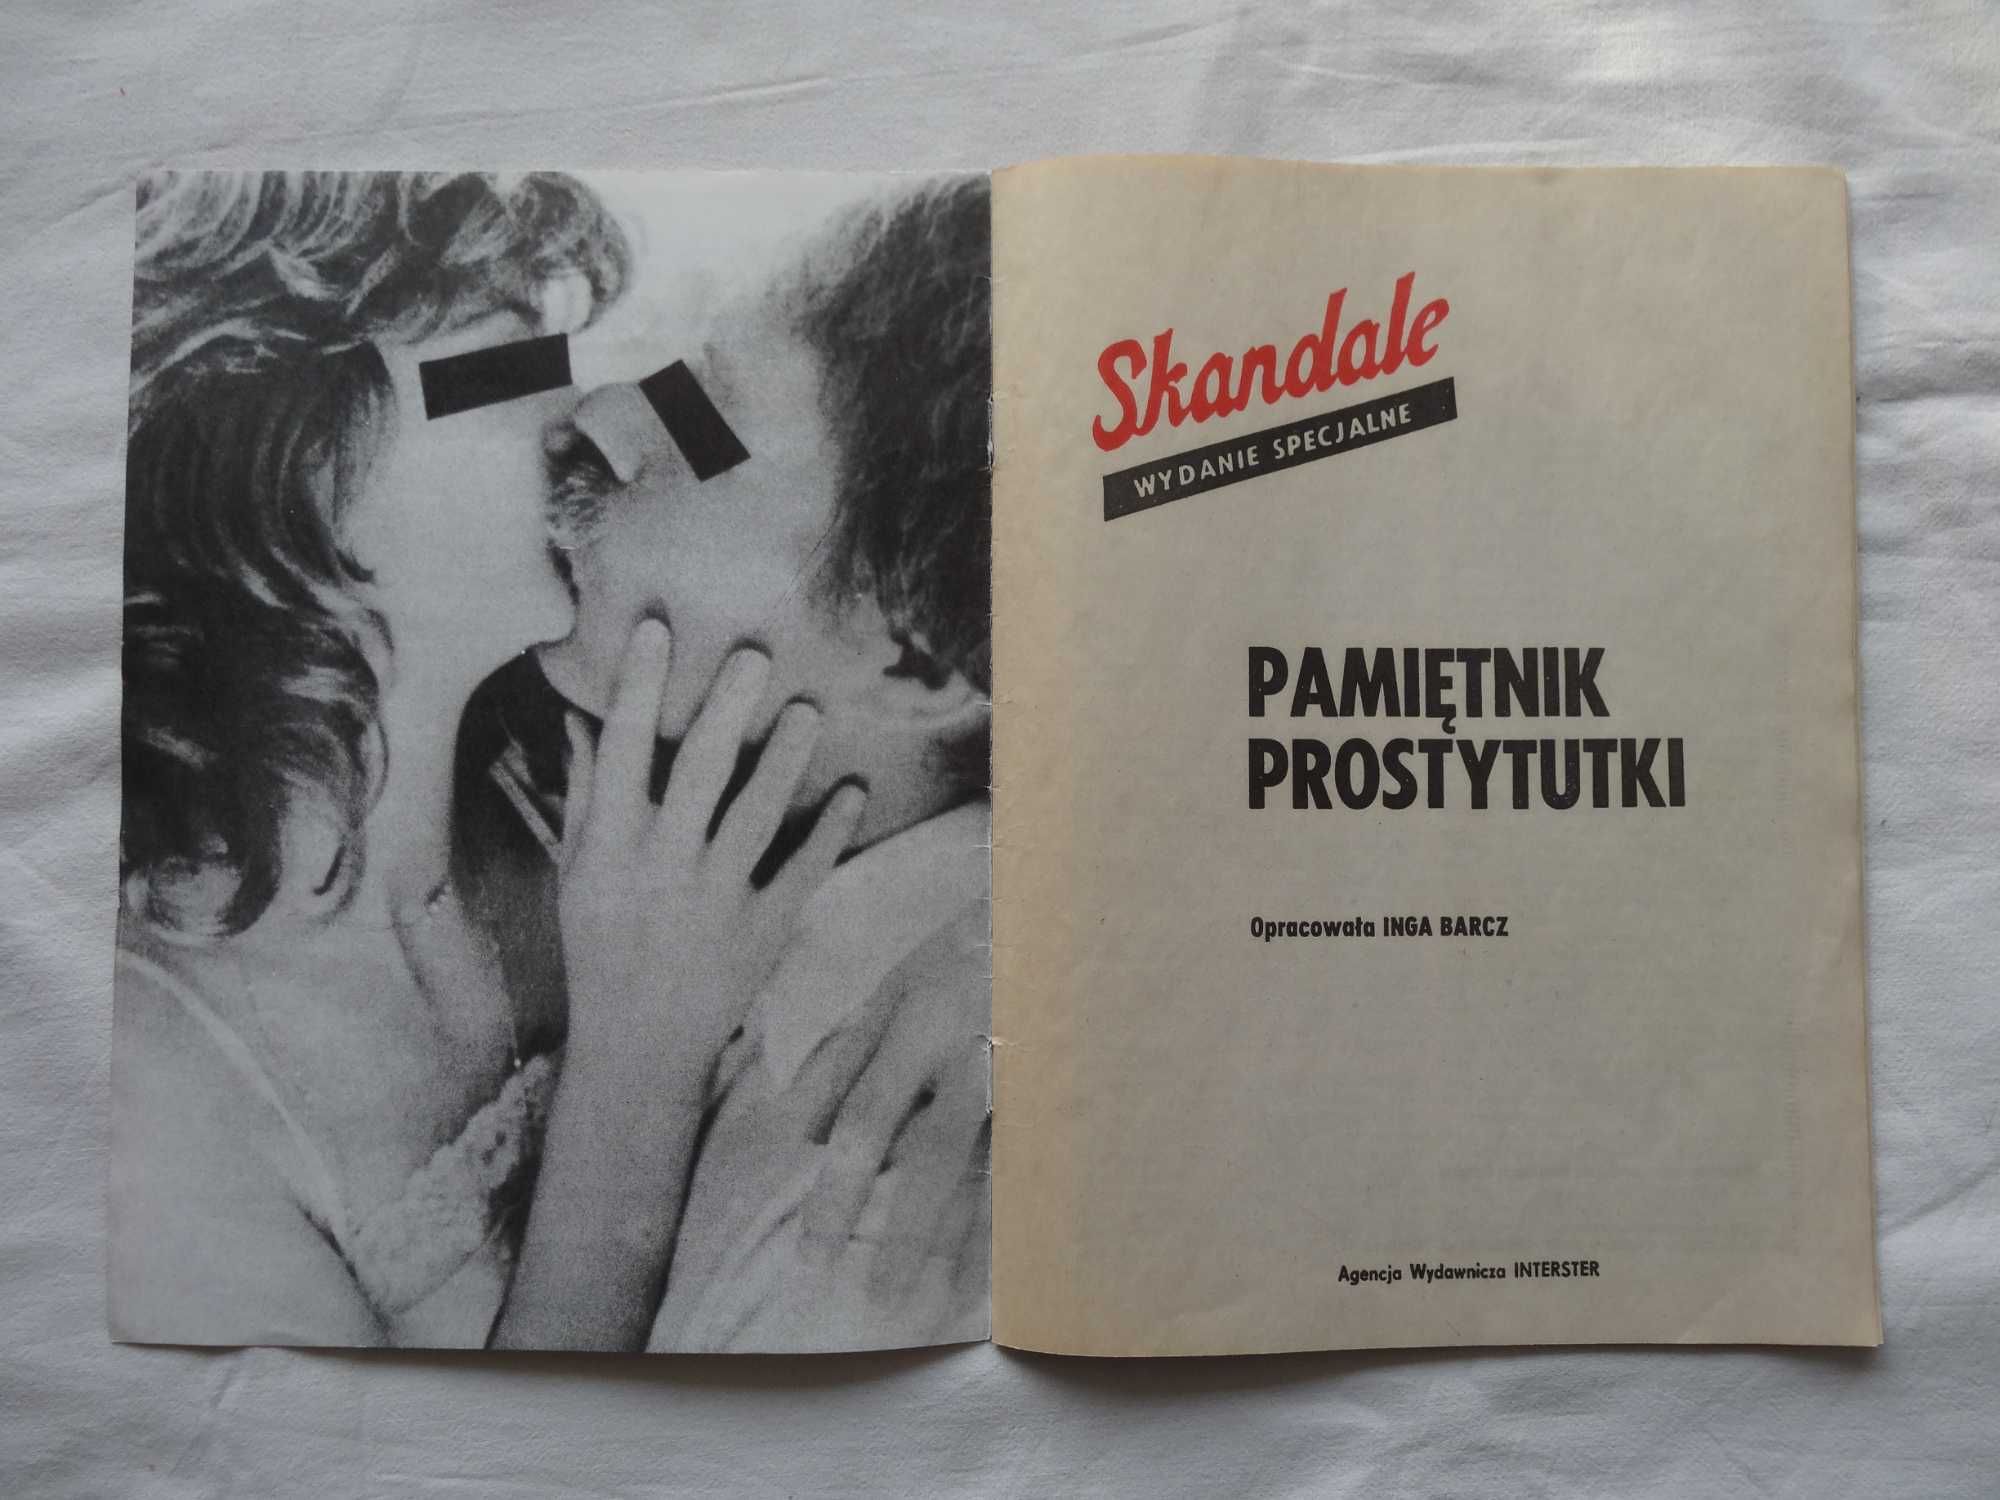 Skandale
WYDANIE SPECJALNE
PAMIĘTNIK
PROSTYTUTKI
Opracowała INGA BARCZ
Agencja Wydawnicza INTERSTER